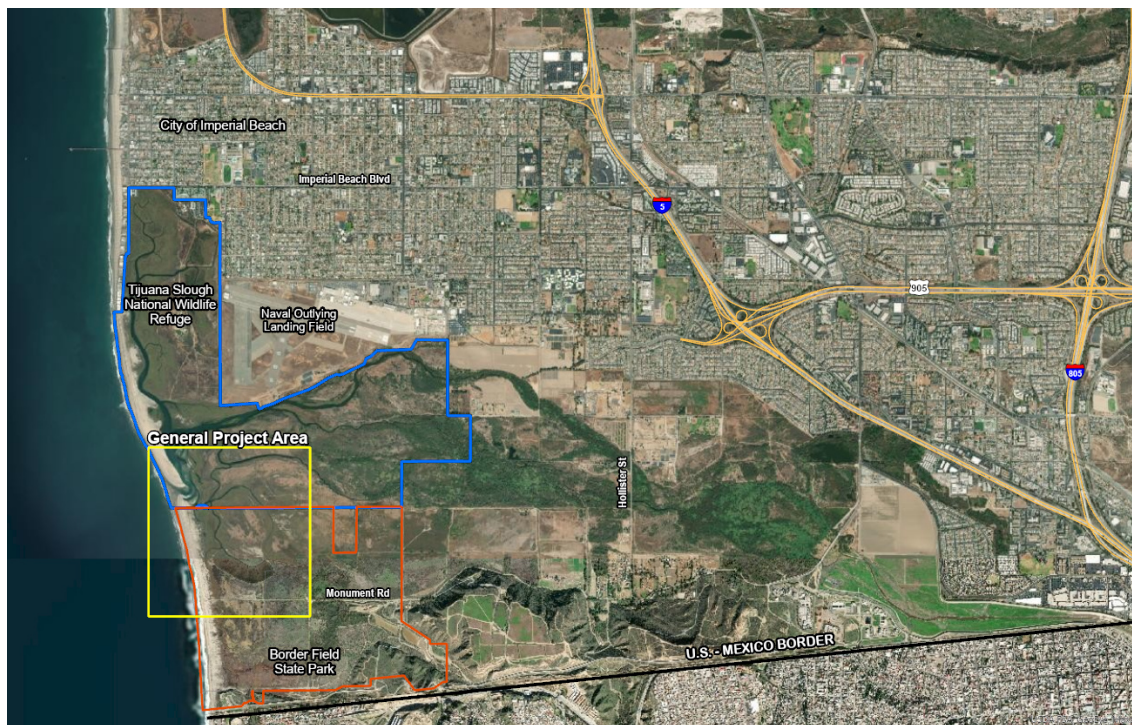 City of Imperial Beach
Imperial Beach Blvd
5
Tijuana Slough
National Wildlife
Refuge
905
Naval Outlying
Landing Field
805
General Project Area
Hollister St
Monument Rd
Border Field
State Park
U.S. - MEXICO BORDER